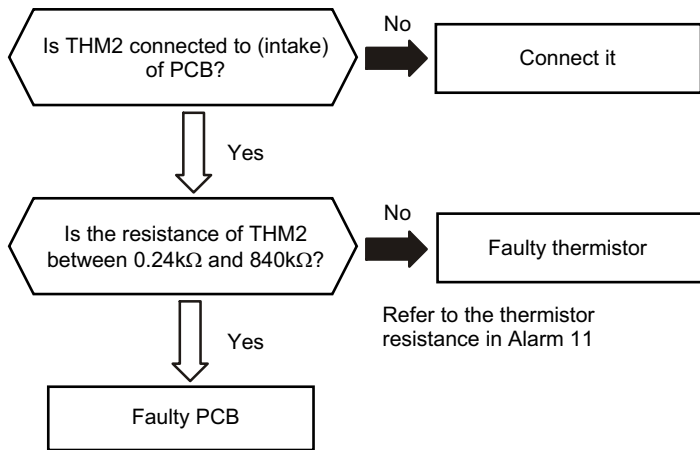 Is THM2 connected to (intake)
of PCB?
No
Connect it
Yes
Is the resistance of THM2
between 0.24kΩ and 840kΩ?
No
Faulty thermistor
Refer to the thermistor
resistance in Alarm 11
Yes
Faulty PCB